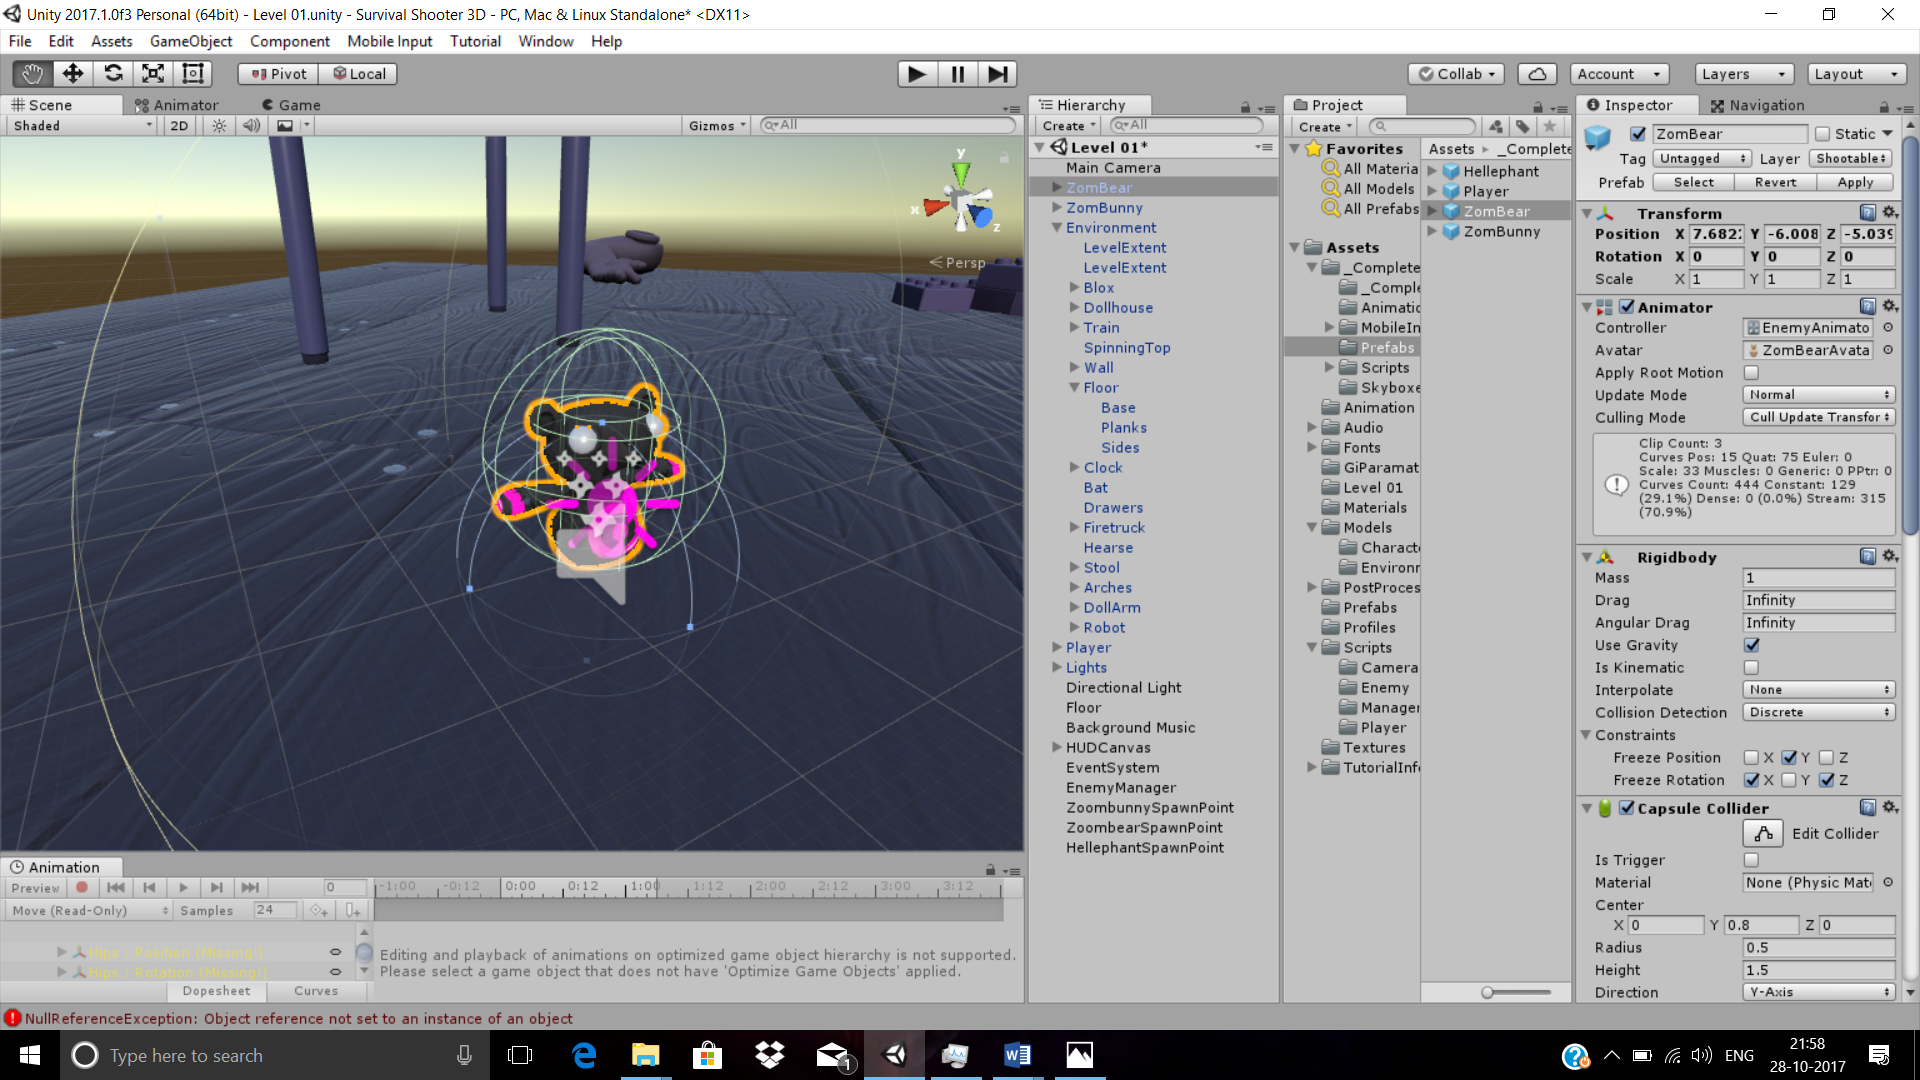 Unity 2017.1.0f3 Personal (64bit) - Level 01.unity - Survival Shooter 3D - PC, Mac & Linux Standalone* <DX11>
File Edit Assets GameObject Component Mobile Input Tutorial Window Help
Pivot Local Collab Account Layers Layout
Scene Animator Game
Shaded 2D Gizmos All
y
x
z
Persp
Hierarchy
Create All
Level 01*
Main Camera
ZomBear
ZomBunny
Environment
LevelExtent
LevelExtent
Blox
Dollhouse
Train
SpinningTop
Wall
Floor
Base
Planks
Sides
Clock
Bat
Drawers
Firetruck
Hearse
Stool
Arches
DollArm
Robot
Player
Lights
Directional Light
Floor
Background Music
HUDCanvas
EventSystem
EnemyManager
ZoombunnySpawnPoint
ZoombearSpawnPoint
HellephantSpawnPoint
Project
Create
Favorites
All Materia
All Models
All Prefabs
Assets
_Complete
_Comple
Animatic
MobileIn
Prefabs
Scripts
Skyboxe
Animation
Audio
Fonts
GiParamat
Level 01
Materials
Models
Charact
Environr
PostProces
Prefabs
Profiles
Scripts
Camera
Enemy
Manager
Player
Textures
TutorialInfo
Assets _Complete
Hellephant
Player
ZomBear
ZomBunny
Inspector Navigation
ZomBear Static
Tag Untagged Layer Shootable
Prefab Select Revert Apply
Transform
Position X 7.682 Y -6.008 Z -5.039
Rotation X 0 Y 0 Z 0
Scale X 1 Y 1 Z 1
Animator
Controller EnemyAnimato
Avatar ZomBearAvata
Apply Root Motion
Update Mode Normal
Culling Mode Cull Update Transfor
Clip Count: 3
Curves Pos: 15 Quat: 75 Euler: 0
Scale: 33 Muscles: 0 Generic: 0 PPtr: 0
Curves Count: 444 Constant: 129
(29.1%) Dense: 0 (0.0%) Stream: 315
(70.9%)
Rigidbody
Mass 1
Drag Infinity
Angular Drag Infinity
Use Gravity
Is Kinematic
Interpolate None
Collision Detection Discrete
Constraints
Freeze Position X Y Z
Freeze Rotation X Y Z
Capsule Collider
Edit Collider
Is Trigger
Material None (Physic Mate
Center
X 0 Y 0.8 Z 0
Radius 0.5
Height 1.5
Direction Y-Axis
Animation
Preview 0 -1:00 -0:12 0:00 0:12 1:00 1:12 2:00 2:12 3:00 3:12
Move (Read-Only) Samples 24
Hips : Position (Missing!)
Hips : Rotation (Missing!)
Editing and playback of animations on optimized game object hierarchy is not supported.
Please select a game object that does not have 'Optimize Game Objects' applied.
Dopesheet Curves
NullReferenceException: Object reference not set to an instance of an object
Type here to search
1
ENG
21:58
28-10-2017